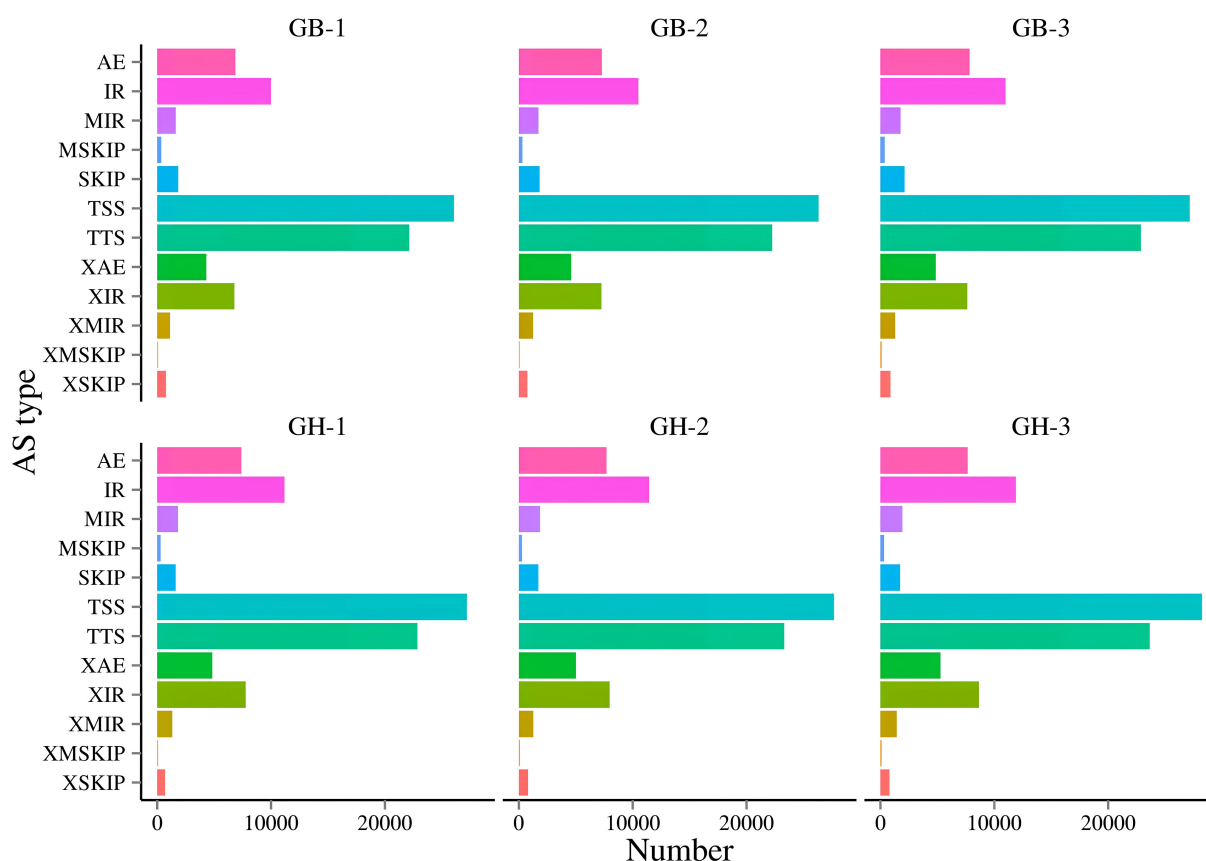 GB-1 GB-2 GB-3
AE
IR
MIR
MSKIP
SKIP
TSS
TTS
XAE
XIR
XMIR
XMSKIP
XSKIP
AS type
GH-1 GH-2 GH-3
AE
IR
MIR
MSKIP
SKIP
TSS
TTS
XAE
XIR
XMIR
XMSKIP
XSKIP
0 10000 20000 0 10000 20000 0 10000 20000
Number